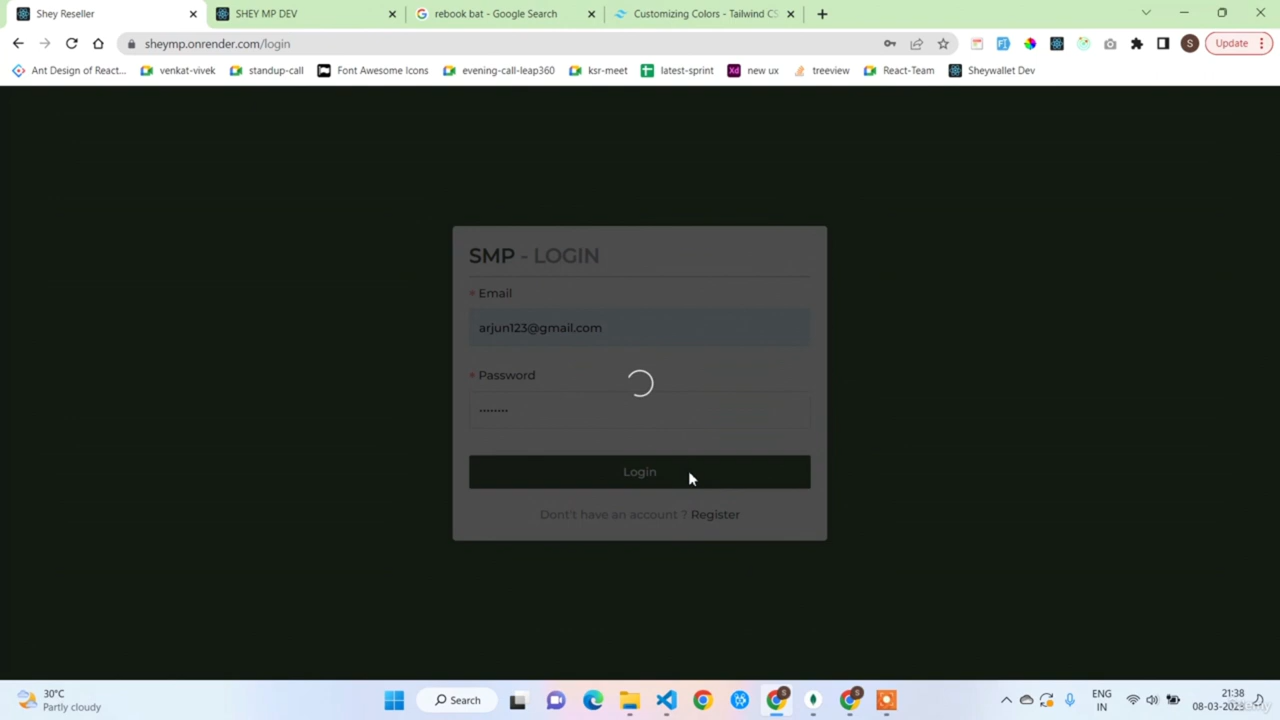 Shey Reseller
SHEY MP DEV
rebook bat - Google Search
Customizing Colors - Tailwind CS
sheymp.onrender.com/login
S
Update
Ant Design of React...
venkat-vivek
standup-call
Font Awesome Icons
evening-call-leap360
ksr-meet
latest-sprint
Xd new ux
treeview
React-Team
Sheywallet Dev
SMP - LOGIN
* Email
arjun123@gmail.com
* Password
Login
Dont't have an account ? Register
30°C
Partly cloudy
Search
ENG
IN
21:38
08-03-2023